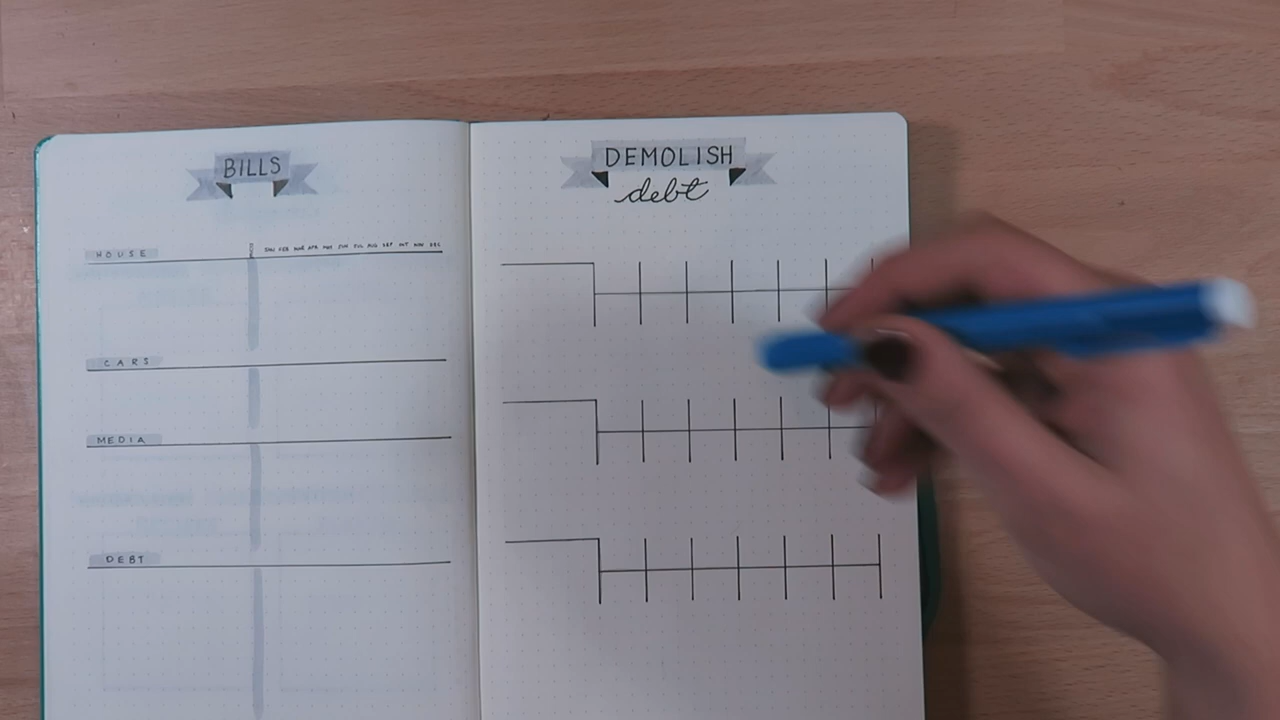 BILLS
HOUSE
JAN FEB MAR APR MAY JUN JUL AUG SEP OCT NOV DEC
CARS
MEDIA
DEBT
DEMOLISH
debt